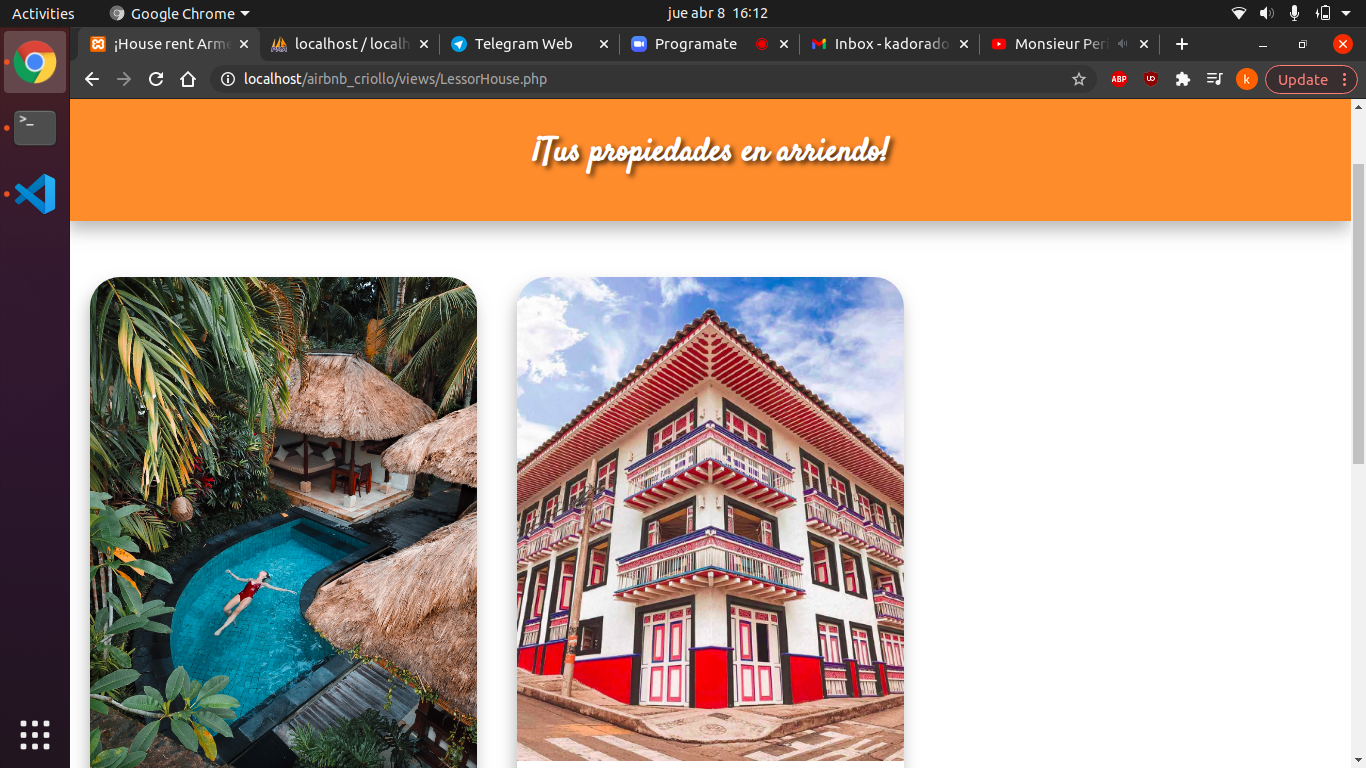 Activities
Google Chrome
jue abr 8 16:12
¡House rent Arme
localhost / localh
Telegram Web
Programate
Inbox - kadorado
Monsieur Peri
localhost/airbnb_criollo/views/LessorHouse.php
ABP
k
Update
¡Tus propiedades en arriendo!